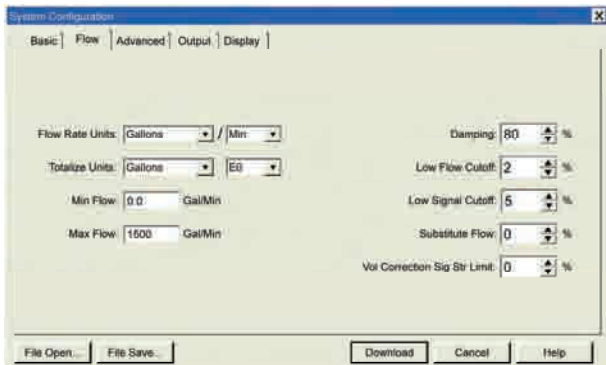 System Configuration
Basic Flow Advanced Output Display
Flow Rate Units: Gallons / Min
Totalize Units: Gallons E0
Min Flow 0.0 Gal/Min
Max Flow 1500 Gal/Min
Damping: 80 %
Low Flow Cutoff: 2 %
Low Signal Cutoff: 5 %
Substitute Flow: 0 %
Vol Correction Sig Str Limit: 0 %
File Open... File Save... Download Cancel Help